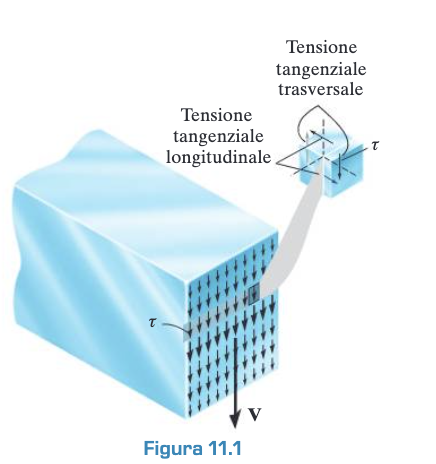 Tensione
tangenziale
trasversale
Tensione
tangenziale
longitudinale
τ
τ
V
Figura 11.1